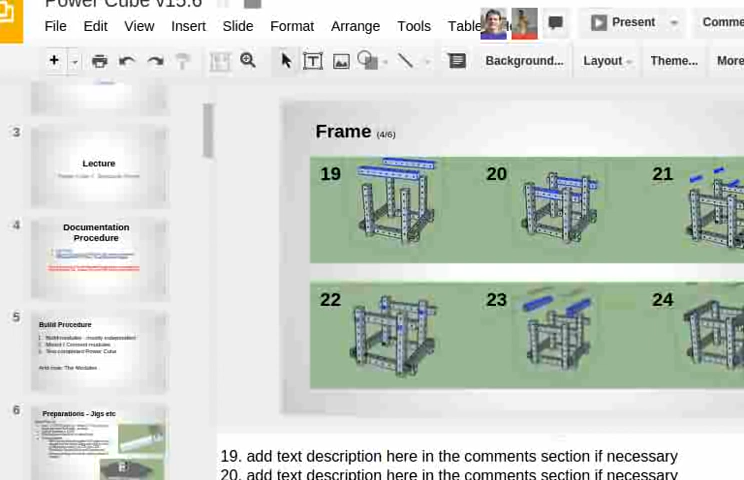 Power Cube v15.6
File Edit View Insert Slide Format Arrange Tools Table
Present
Comme
Background... Layout Theme... More
3
Lecture
4
Documentation
Procedure
5
Build Procedure
6
Preparations - Jigs etc
Frame (4/6)
19 20 21
22 23 24
19. add text description here in the comments section if necessary
20. add text description here in the comments section if necessary